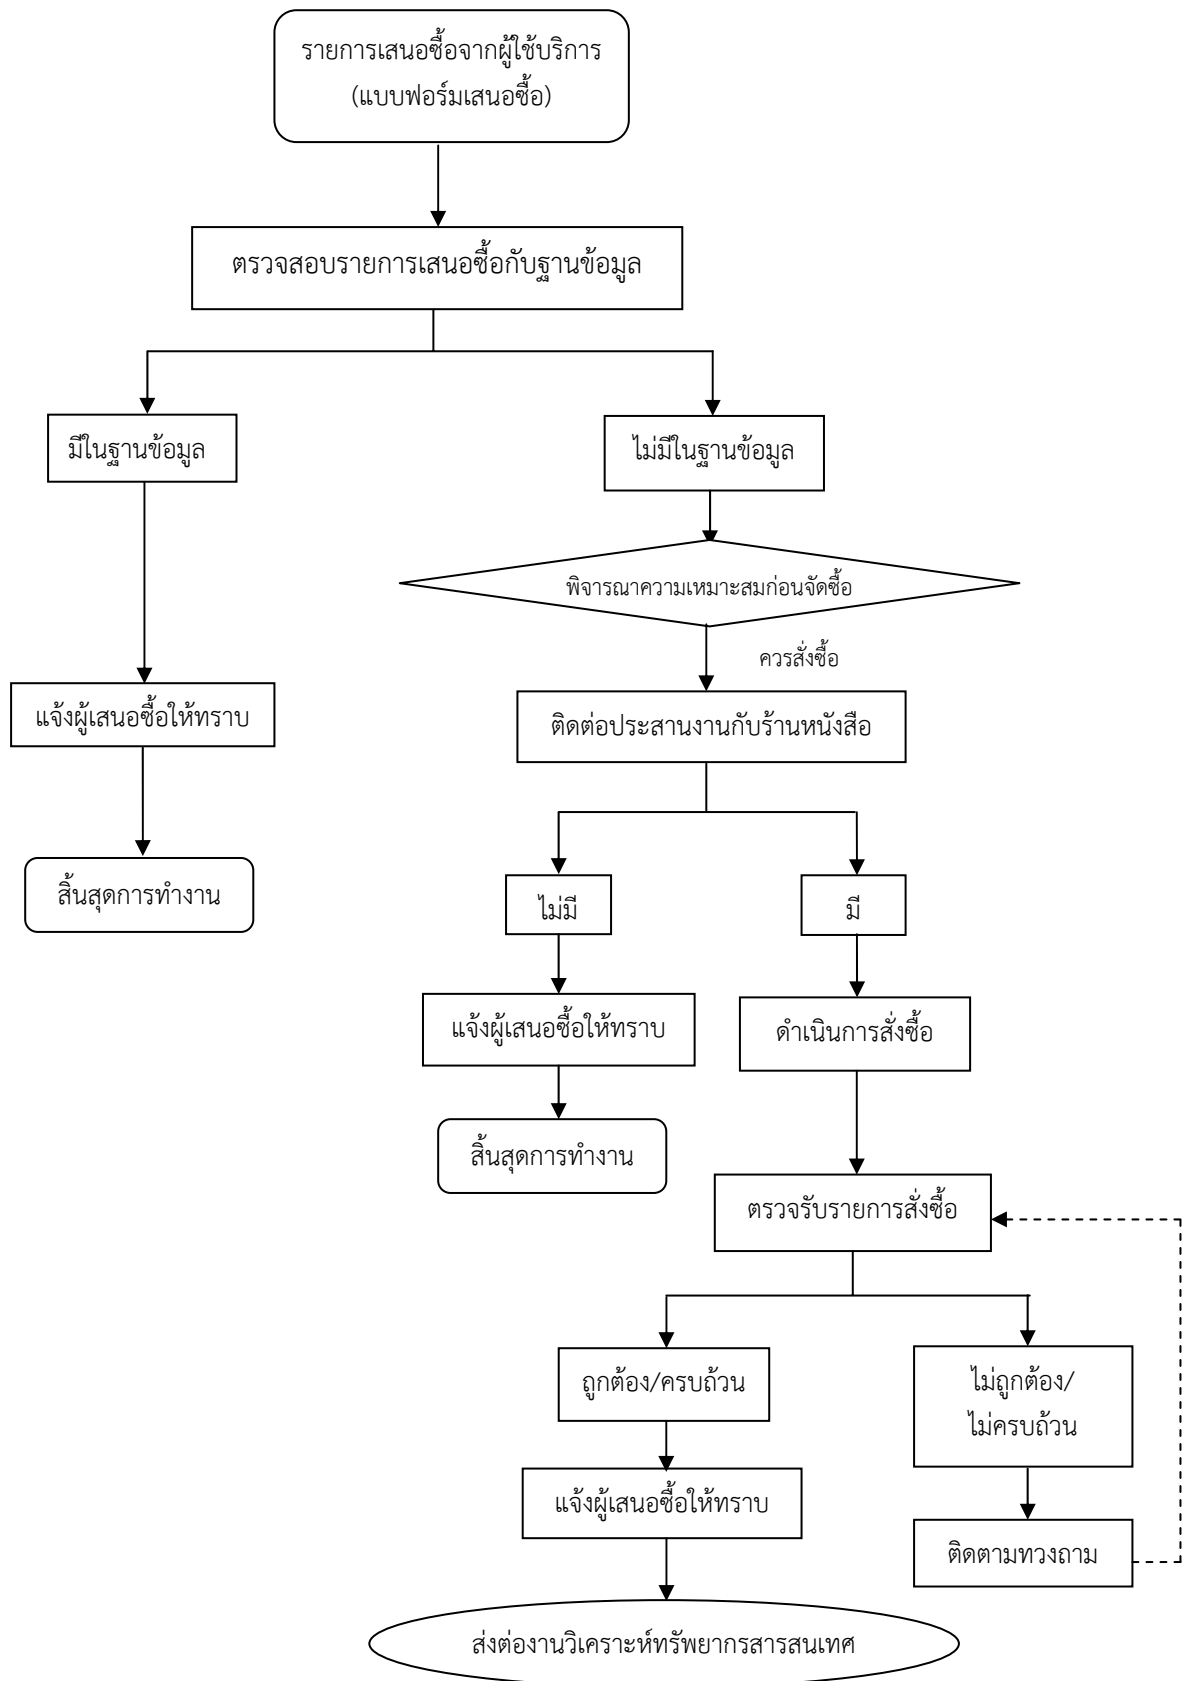 รายการเสนอซื้อจากผู้ใช้บริการ
(แบบฟอร์มเสนอซื้อ)
ตรวจสอบรายการเสนอซื้อกับฐานข้อมูล
มีในฐานข้อมูล
ไม่มีในฐานข้อมูล
พิจารณาความเหมาะสมก่อนจัดซื้อ
ควรสั่งซื้อ
แจ้งผู้เสนอซื้อให้ทราบ
ติดต่อประสานงานกับร้านหนังสือ
สิ้นสุดการทำงาน
ไม่มี
มี
แจ้งผู้เสนอซื้อให้ทราบ
ดำเนินการสั่งซื้อ
สิ้นสุดการทำงาน
ตรวจรับรายการสั่งซื้อ
ถูกต้อง/ครบถ้วน
ไม่ถูกต้อง/
ไม่ครบถ้วน
แจ้งผู้เสนอซื้อให้ทราบ
ติดตามทวงถาม
ส่งต่องานวิเคราะห์ทรัพยากรสารสนเทศ